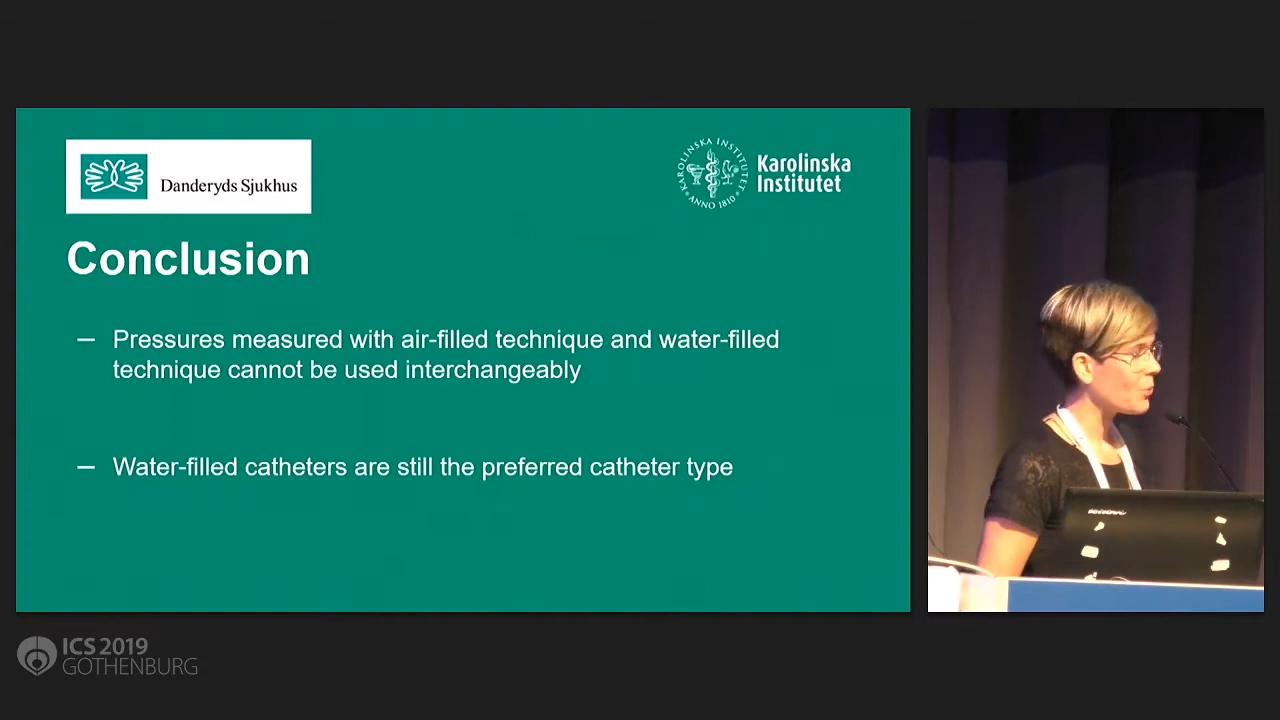 Danderyds Sjukhus
KAROLINSKA INSTITUTET
ANNO 1810
Karolinska
Institutet
Conclusion
— Pressures measured with air-filled technique and water-filled
technique cannot be used interchangeably
— Water-filled catheters are still the preferred catheter type
lenovo
ICS 2019
GOTHENBURG